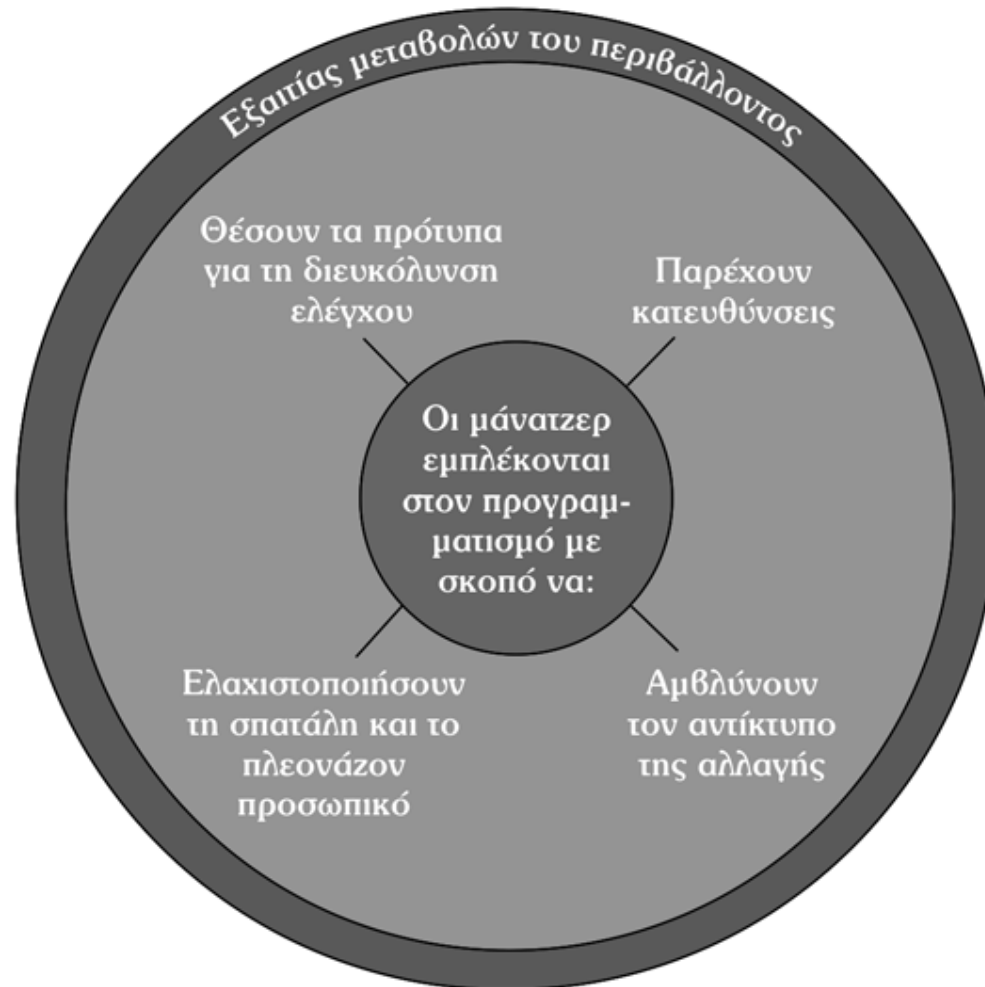 Εξαιτίας μεταβολών του περιβάλλοντος
Θέσουν τα πρότυπα
για τη διευκόλυνση
ελέγχου
Παρέχουν
κατευθύνσεις
Οι μάνατζερ
εμπλέκονται
στον προγραμ-
ματισμό με
σκοπό να:
Ελαχιστοποιήσουν
τη σπατάλη και το
πλεονάζον
προσωπικό
Αμβλύνουν
τον αντίκτυπο
της αλλαγής